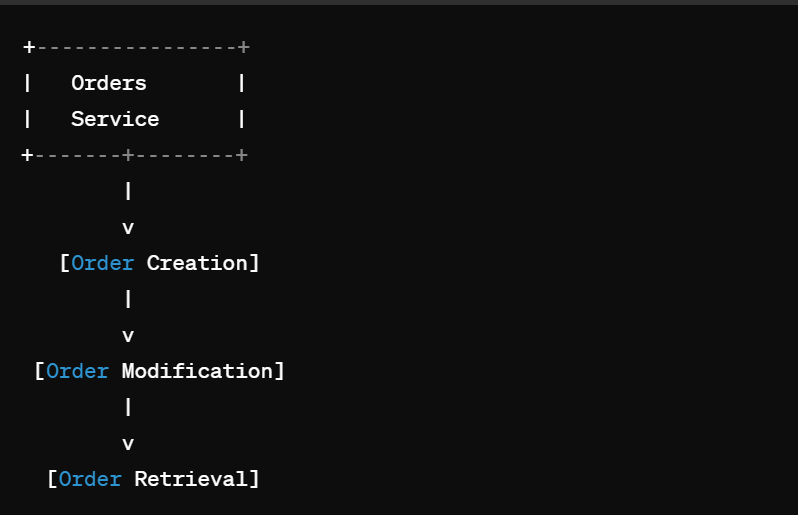 +----------------+
|   Orders       |
|   Service      |
+-------+--------+
        |
        v
   [Order Creation]
        |
        v
 [Order Modification]
        |
        v
  [Order Retrieval]